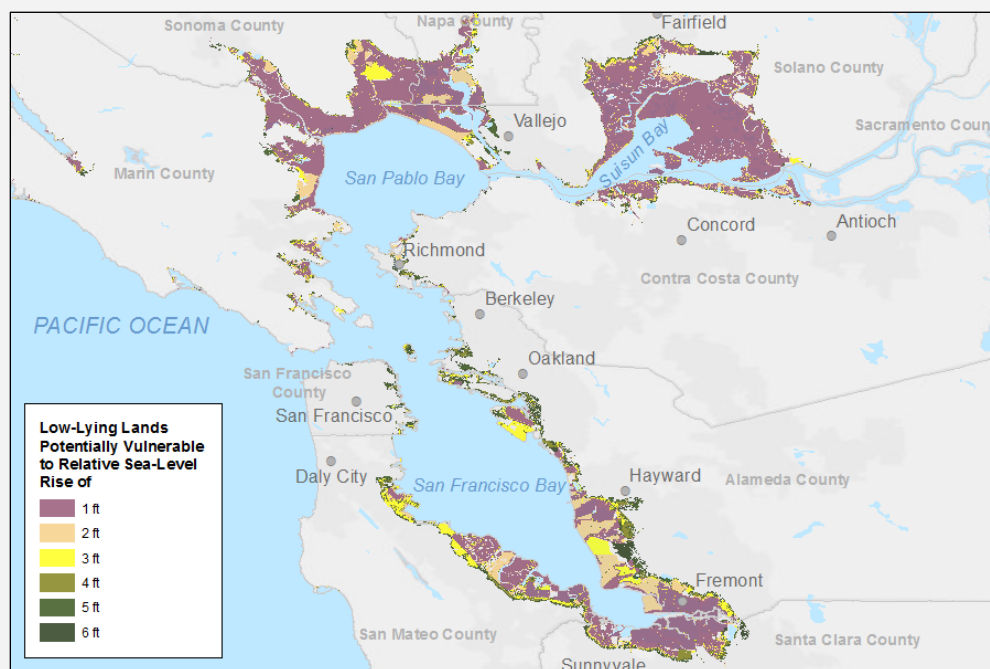 Sonoma County
Napa County
Fairfield
Solano County
Vallejo
Sacramento Coun
Suisun Bay
Marin County
San Pablo Bay
Concord
Antioch
Richmond
Contra Costa County
Berkeley
PACIFIC OCEAN
Oakland
San Francisco
County
San Francisco
Low-Lying Lands
Potentially Vulnerable
to Relative Sea-Level
Rise of
1 ft
2 ft
3 ft
4 ft
5 ft
6 ft
Daly City
San Francisco Bay
Hayward
Alameda County
Fremont
San Mateo County
Santa Clara County
Sunnyvale